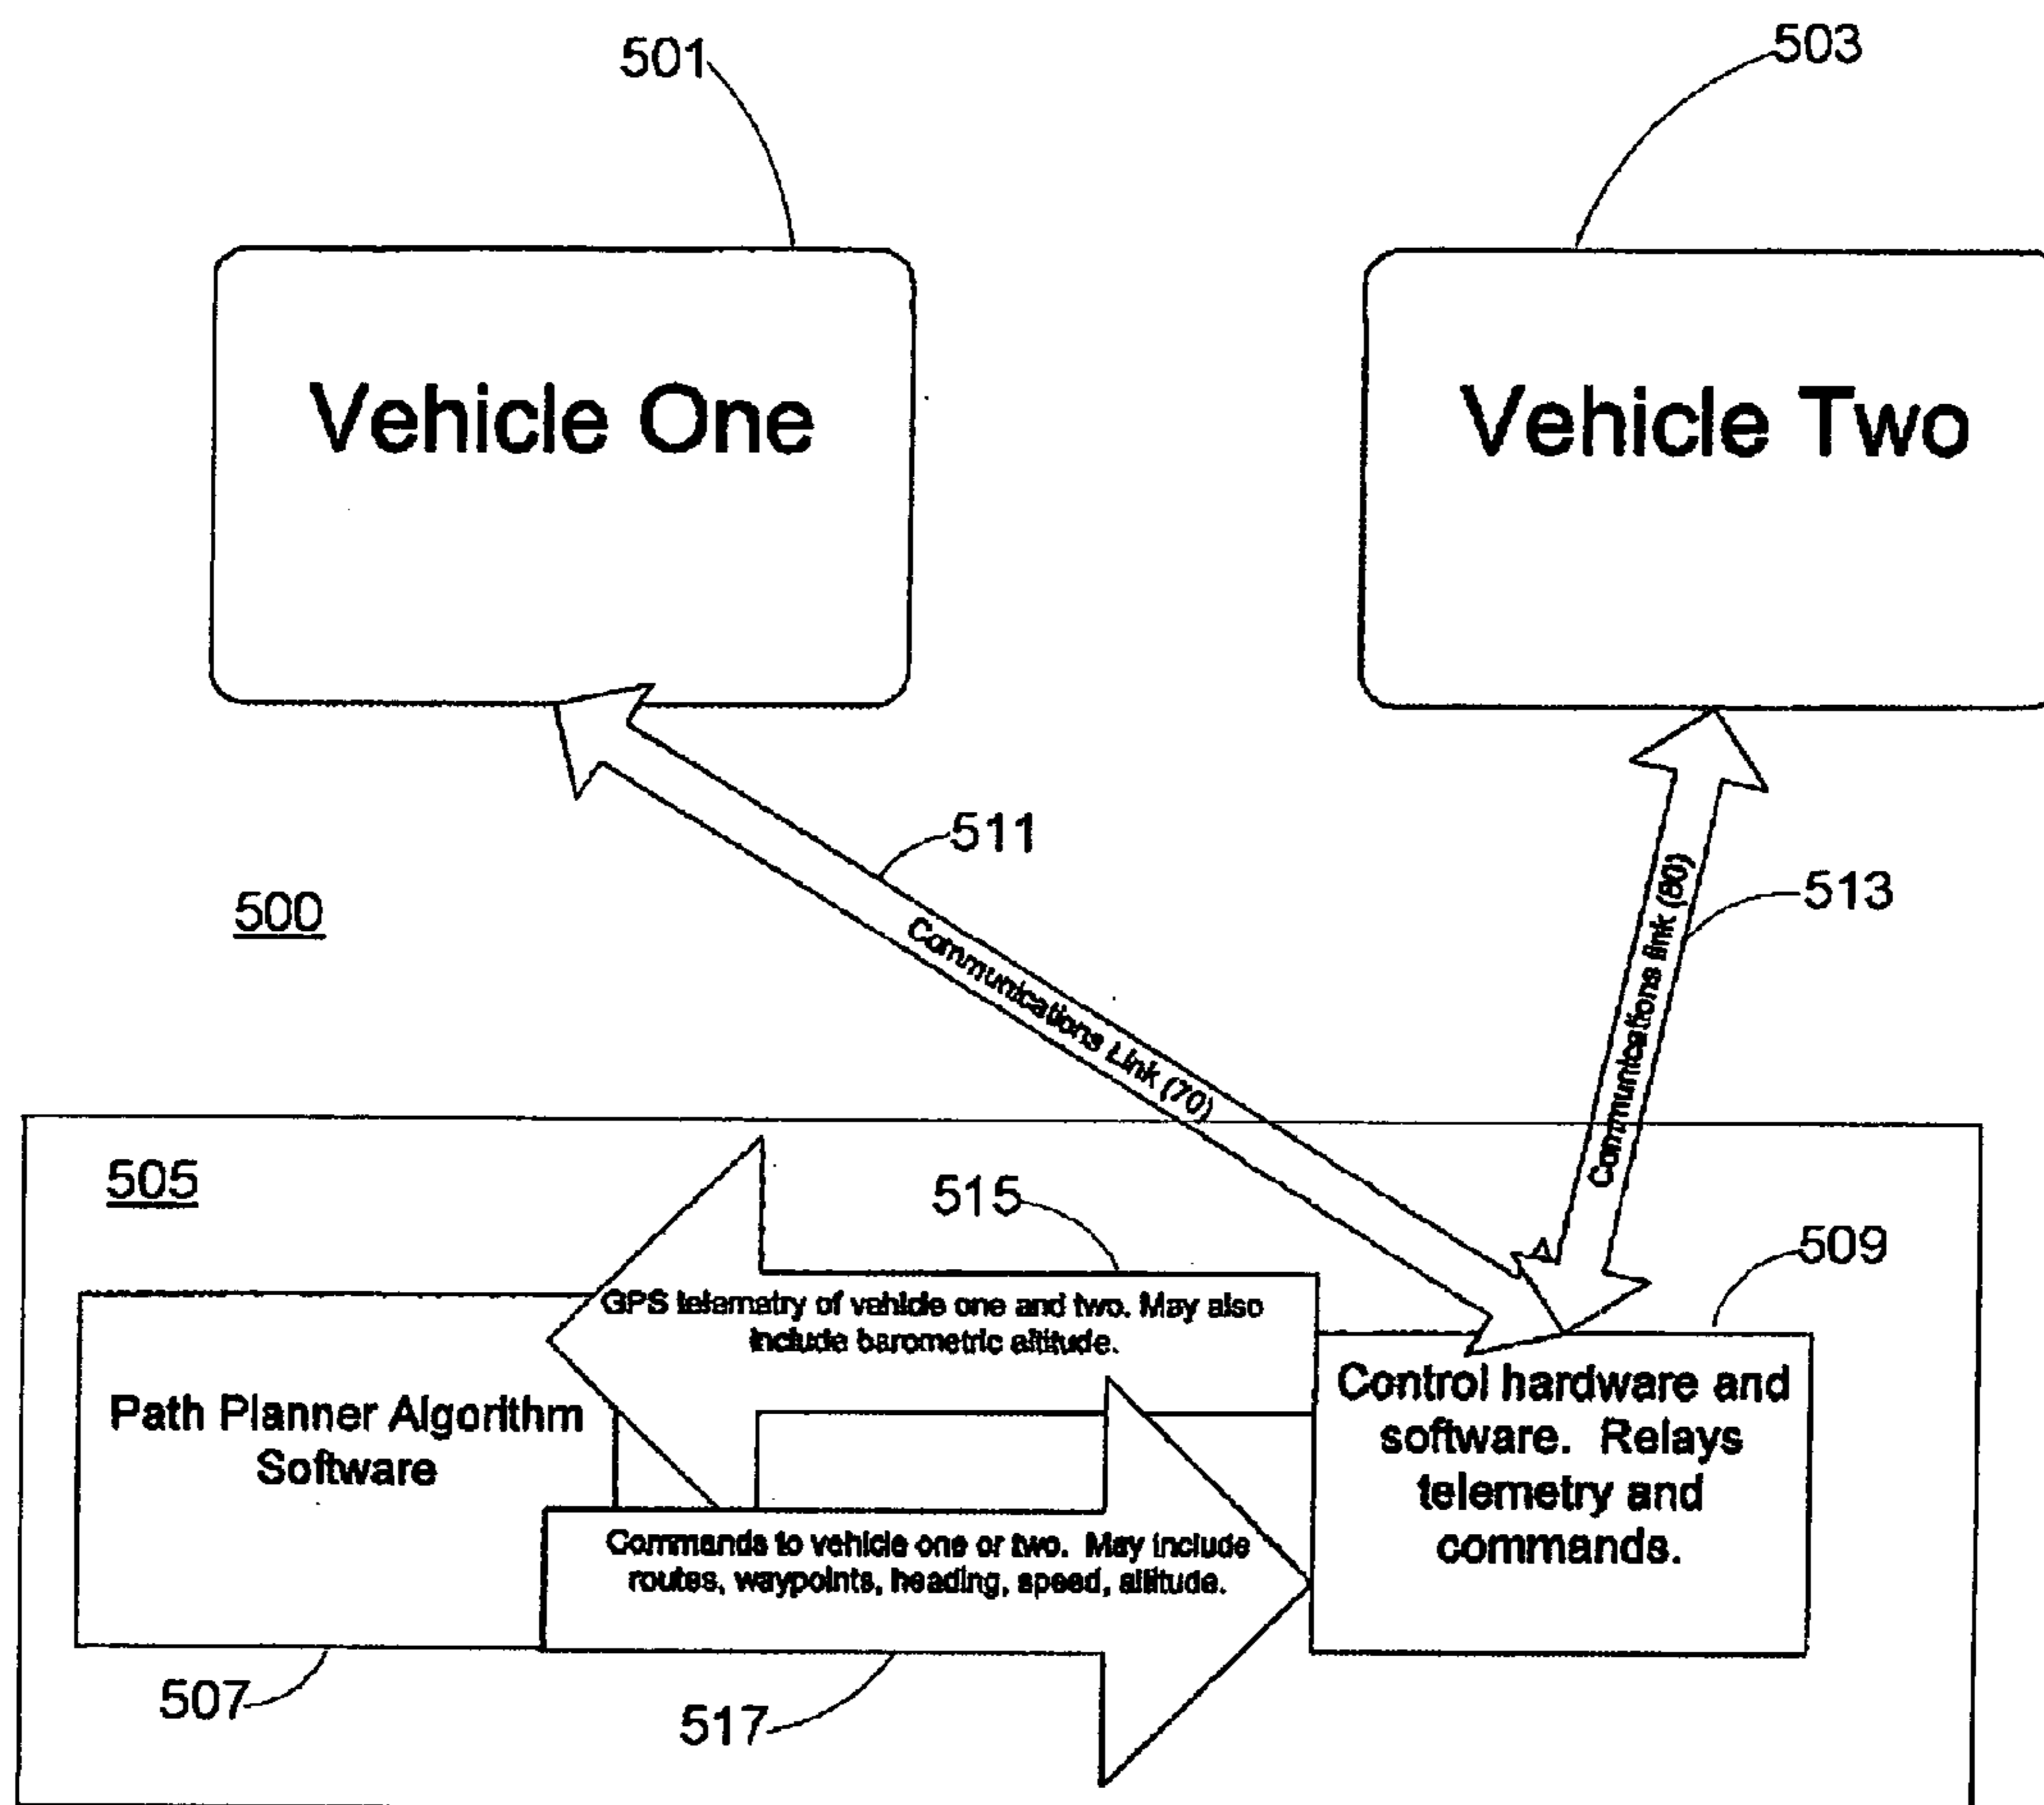 501
503
Vehicle One
Vehicle Two
511
513
500
Communications Link (70)
Communications link (80)
505
515
509
GPS telemetry of vehicle one and two. May also
include barometric altitude.
Control hardware and
software. Relays
telemetry and
commands.
Path Planner Algorithm
Software
Commands to vehicle one or two. May include
routes, waypoints, heading, speed, altitude.
507
517